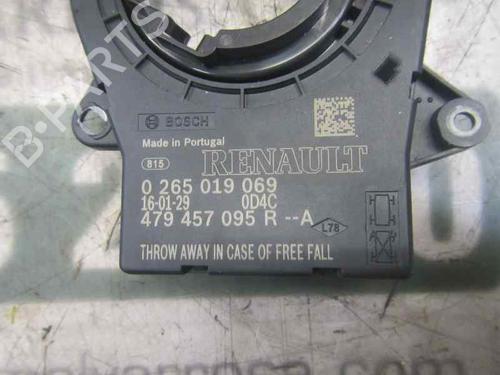 BOSCH
Made in Portugal
815
RENAULT
0 265 019 069
16-01-29 0D4C
479 457 095 R --A
L78
THROW AWAY IN CASE OF FREE FALL
B-PARTS